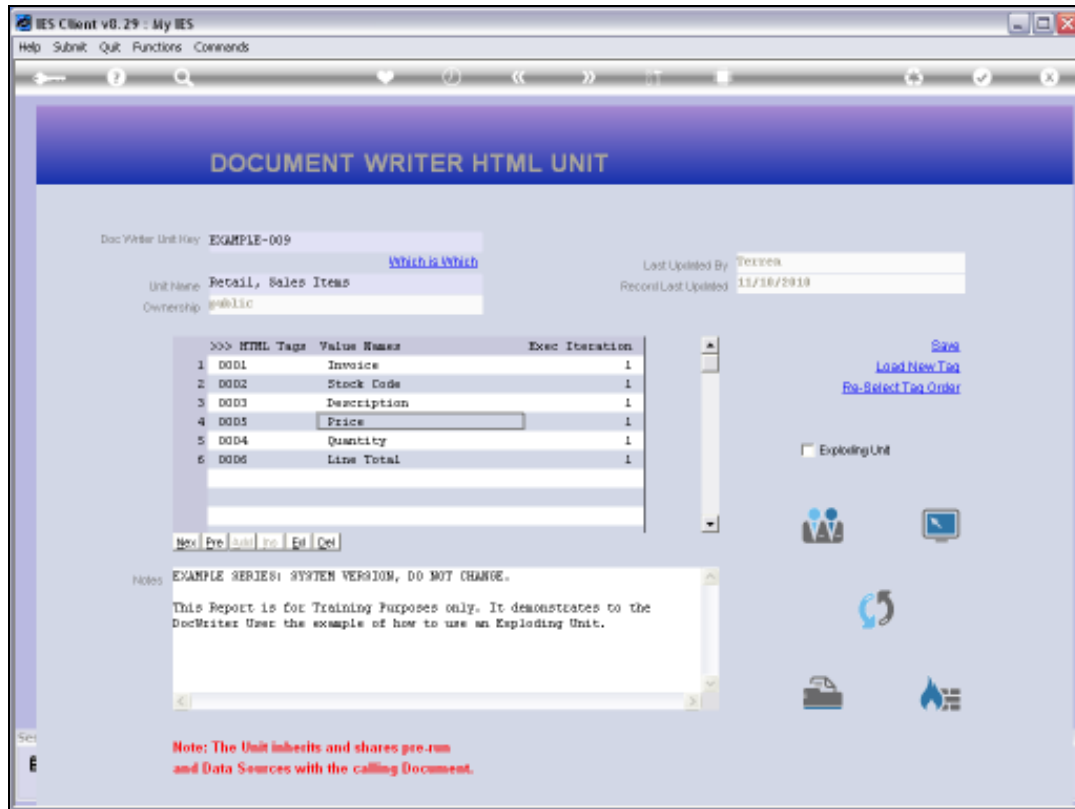 IES Client v8.29 : My IES
Help Submit Quit Functions Commands
DOCUMENT WRITER HTML UNIT
Doc Writer Unit Key EXAMPLE-009
Which is Which
Last Updated By Terren
Unit Name Retail, Sales Items
Record Last Updated 11/10/2010
Ownership public
>>> HTML Tags Value Names Exec Iteration
Save
1 0001 Invoice 1
Load New Tag
2 0002 Stock Code 1
Re-Select Tag Order
3 0003 Description 1
4 0005 Price 1
5 0004 Quantity 1
Exploding Unit
6 0006 Line Total 1
Nex Pre Add Ins Ed Del
Notes EXAMPLE SERIES: SYSTEM VERSION, DO NOT CHANGE.
This Report is for Training Purposes only. It demonstrates to the
DocWriter User the example of how to use an Exploding Unit.
Note: The Unit inherits and shares pre-run
and Data Sources with the calling Document.